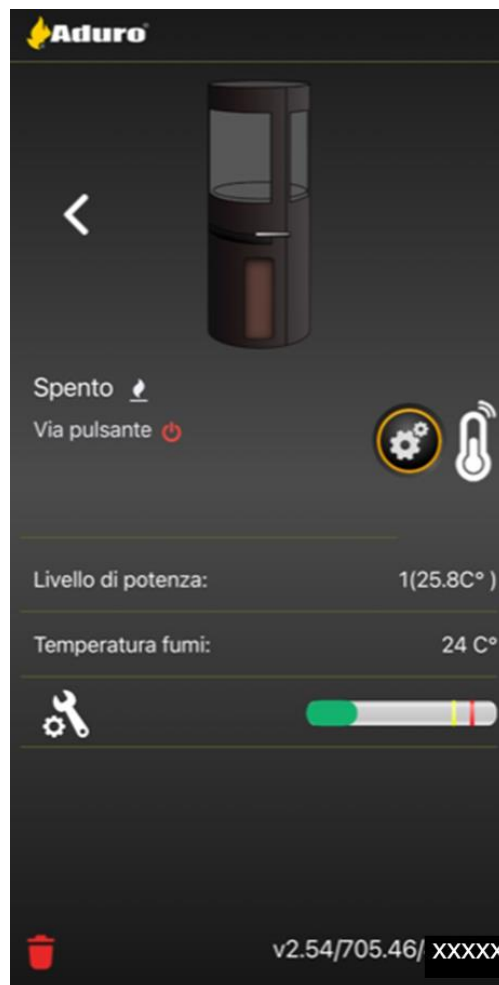 Aduro
Spento
Via pulsante
Livello di potenza: 1(25.8C° )
Temperatura fumi: 24 C°
v2.54/705.46/ XXXXX